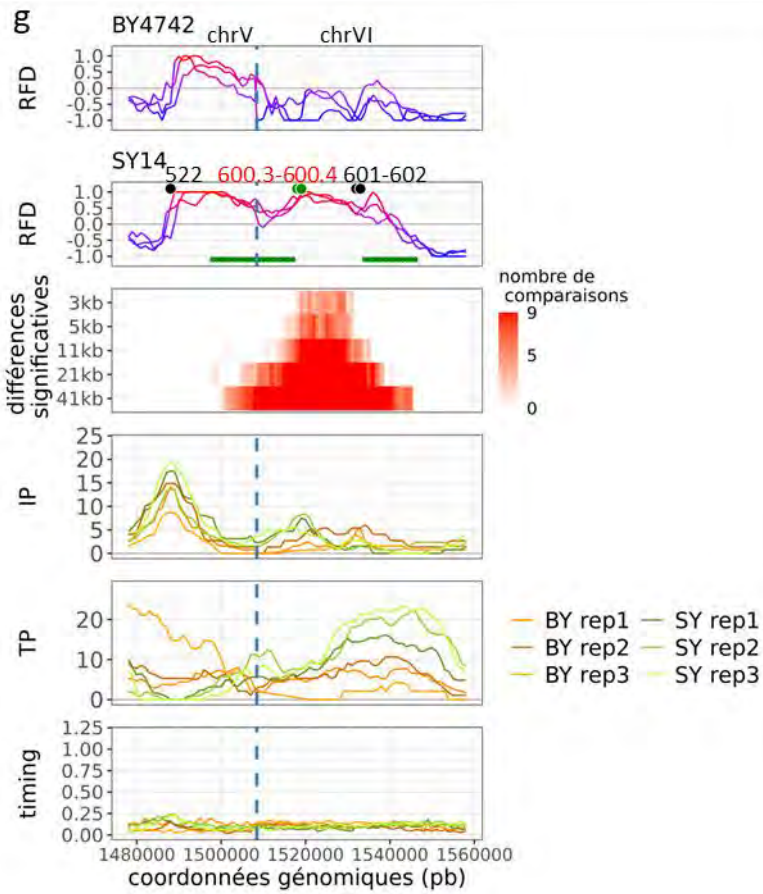 g
BY4742
chrV
chrVI
RFD
1.0
0.5
0.0
-0.5
-1.0
SY14
522
600.3-600.4
601-602
RFD
1.0
0.5
0.0
-0.5
-1.0
différences
significatives
3kb
5kb
11kb
21kb
41kb
nombre de
comparaisons
9
5
0
IP
25
20
15
10
5
0
TP
20
10
0
BY rep1
BY rep2
BY rep3
SY rep1
SY rep2
SY rep3
timing
1.25
1.00
0.75
0.50
0.25
0.00
1480000 1500000 1520000 1540000 1560000
coordonnées génomiques (pb)